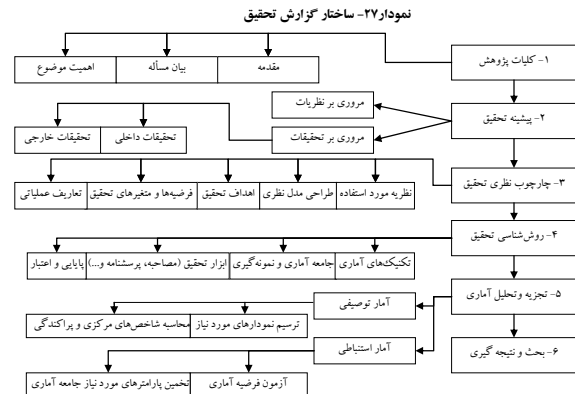 نمودار۲۷- ساختار گزارش تحقیق
۱- کلیات پژوهش
مقدمه
بیان مسأله
اهمیت موضوع
۲- پیشینه تحقیق
مروری بر نظریات
مروری بر تحقیقات
تحقیقات داخلی
تحقیقات خارجی
۳- چارچوب نظری تحقیق
نظریه مورد استفاده
طراحی مدل نظری
اهداف تحقیق
فرضیه‌ها و متغیرهای تحقیق
تعاریف عملیاتی
۴- روش‌شناسی تحقیق
تکنیک‌های آماری
جامعه آماری و نمونه‌گیری
ابزار تحقیق (مصاحبه، پرسشنامه و...)
پایایی و اعتبار
۵- تجزیه وتحلیل آماری
آمار توصیفی
ترسیم نمودارهای مورد نیاز
محاسبه شاخص‌های مرکزی و پراکندگی
آمار استنباطی
آزمون فرضیه آماری
تخمین پارامترهای مورد نیاز جامعه آماری
۶- بحث و نتیجه گیری